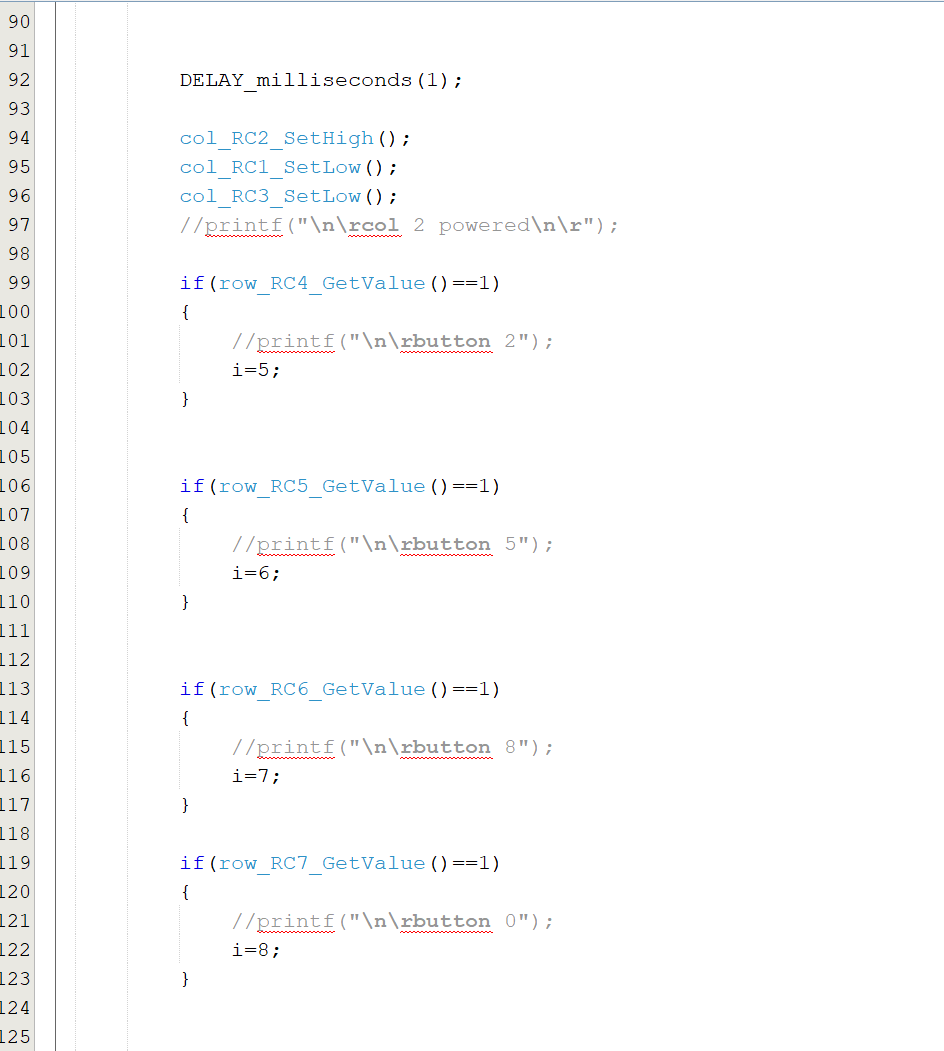 90
91
92 DELAY_milliseconds(1);
93
94 col_RC2_SetHigh();
95 col_RC1_SetLow();
96 col_RC3_SetLow();
97 //printf("\n\rcol 2 powered\n\r");
98
99 if(row_RC4_GetValue()==1)
100 {
101 //printf("\n\rbutton 2");
102 i=5;
103 }
104
105
106 if(row_RC5_GetValue()==1)
107 {
108 //printf("\n\rbutton 5");
109 i=6;
110 }
111
112
113 if(row_RC6_GetValue()==1)
114 {
115 //printf("\n\rbutton 8");
116 i=7;
117 }
118
119 if(row_RC7_GetValue()==1)
120 {
121 //printf("\n\rbutton 0");
122 i=8;
123 }
124
125